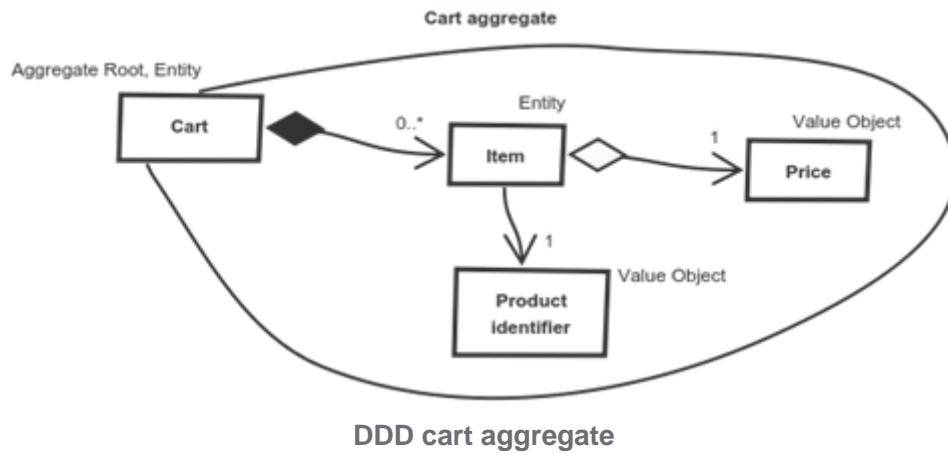 Cart aggregate
Aggregate Root, Entity
Cart
0..*
Entity
Item
Value Object
1
Price
1
Value Object
Product
identifier
DDD cart aggregate